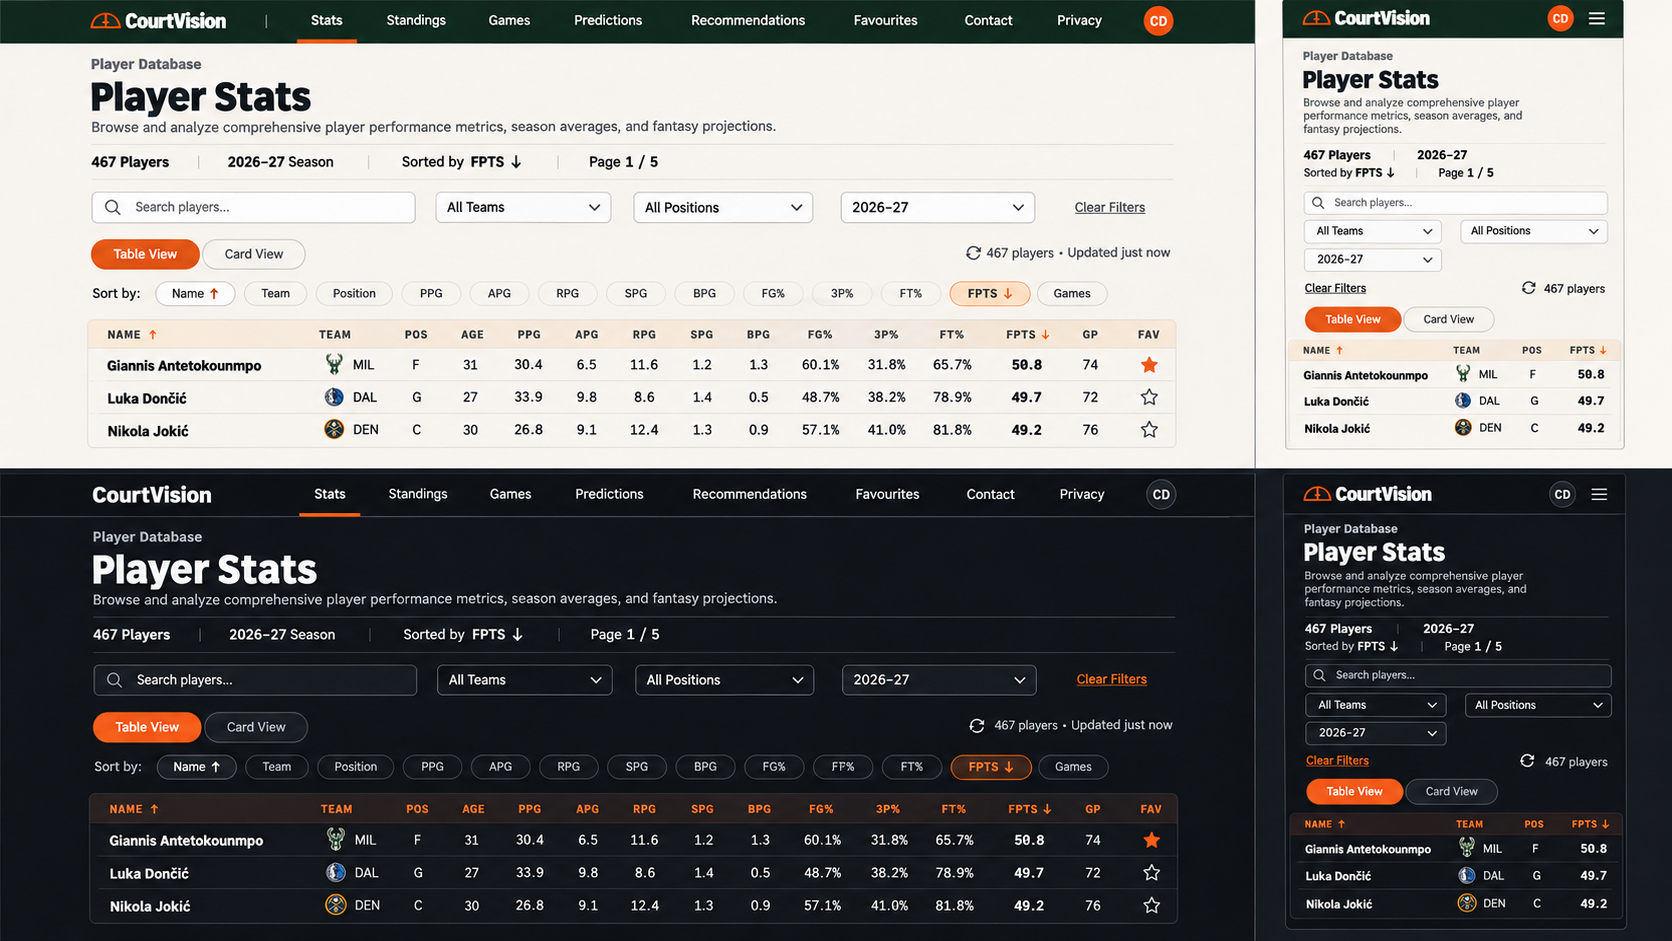 CourtVision | Stats Standings Games Predictions Recommendations Favourites Contact Privacy CD
Player Database
Player Stats
Browse and analyze comprehensive player performance metrics, season averages, and fantasy projections.
467 Players | 2026–27 Season | Sorted by FPTS ↓ | Page 1 / 5
Search players... All Teams All Positions 2026–27 Clear Filters
Table View Card View 467 players • Updated just now
Sort by: Name ↑ Team Position PPG APG RPG SPG BPG FG% 3P% FT% FPTS ↓ Games
NAME ↑ TEAM POS AGE PPG APG RPG SPG BPG FG% 3P% FT% FPTS ↓ GP FAV
Giannis Antetokounmpo MIL F 31 30.4 6.5 11.6 1.2 1.3 60.1% 31.8% 65.7% 50.8 74
Luka Dončić DAL G 27 33.9 9.8 8.6 1.4 0.5 48.7% 38.2% 78.9% 49.7 72
Nikola Jokić DEN C 30 26.8 9.1 12.4 1.3 0.9 57.1% 41.0% 81.8% 49.2 76
CourtVision CD
Player Database
Player Stats
Browse and analyze comprehensive player
performance metrics, season averages, and
fantasy projections.
467 Players | 2026–27
Sorted by FPTS ↓ | Page 1 / 5
Search players...
All Teams All Positions
2026–27
Clear Filters 467 players
Table View Card View
NAME ↑ TEAM POS FPTS ↓
Giannis Antetokounmpo MIL F 50.8
Luka Dončić DAL G 49.7
Nikola Jokić DEN C 49.2
CourtVision Stats Standings Games Predictions Recommendations Favourites Contact Privacy CD
Player Database
Player Stats
Browse and analyze comprehensive player performance metrics, season averages, and fantasy projections.
467 Players | 2026–27 Season | Sorted by FPTS ↓ | Page 1 / 5
Search players... All Teams All Positions 2026–27 Clear Filters
Table View Card View 467 players • Updated just now
Sort by: Name ↑ Team Position PPG APG RPG SPG BPG FG% FT% FPTS ↓ Games
NAME ↑ TEAM POS AGE PPG APG RPG SPG BPG FG% 3P% FT% FPTS ↓ GP FAV
Giannis Antetokounmpo MIL F 31 30.4 6.5 11.6 1.2 1.3 60.1% 31.8% 65.7% 50.8 74
Luka Dončić DAL G 27 33.9 9.8 8.6 1.4 0.5 48.7% 38.2% 78.9% 49.7 72
Nikola Jokić DEN C 30 26.8 9.1 12.4 1.3 0.9 57.1% 41.0% 81.8% 49.2 76
CourtVision CD
Player Database
Player Stats
Browse and analyze comprehensive player
performance metrics, season averages, and
fantasy projections.
467 Players | 2026–27
Sorted by FPTS ↓ | Page 1 / 5
Search players...
All Teams All Positions
2026–27
Clear Filters 467 players
Table View Card View
NAME ↑ TEAM POS FPTS ↓
Giannis Antetokounmpo MIL F 50.8
Luka Dončić DAL G 49.7
Nikola Jokić DEN C 49.2